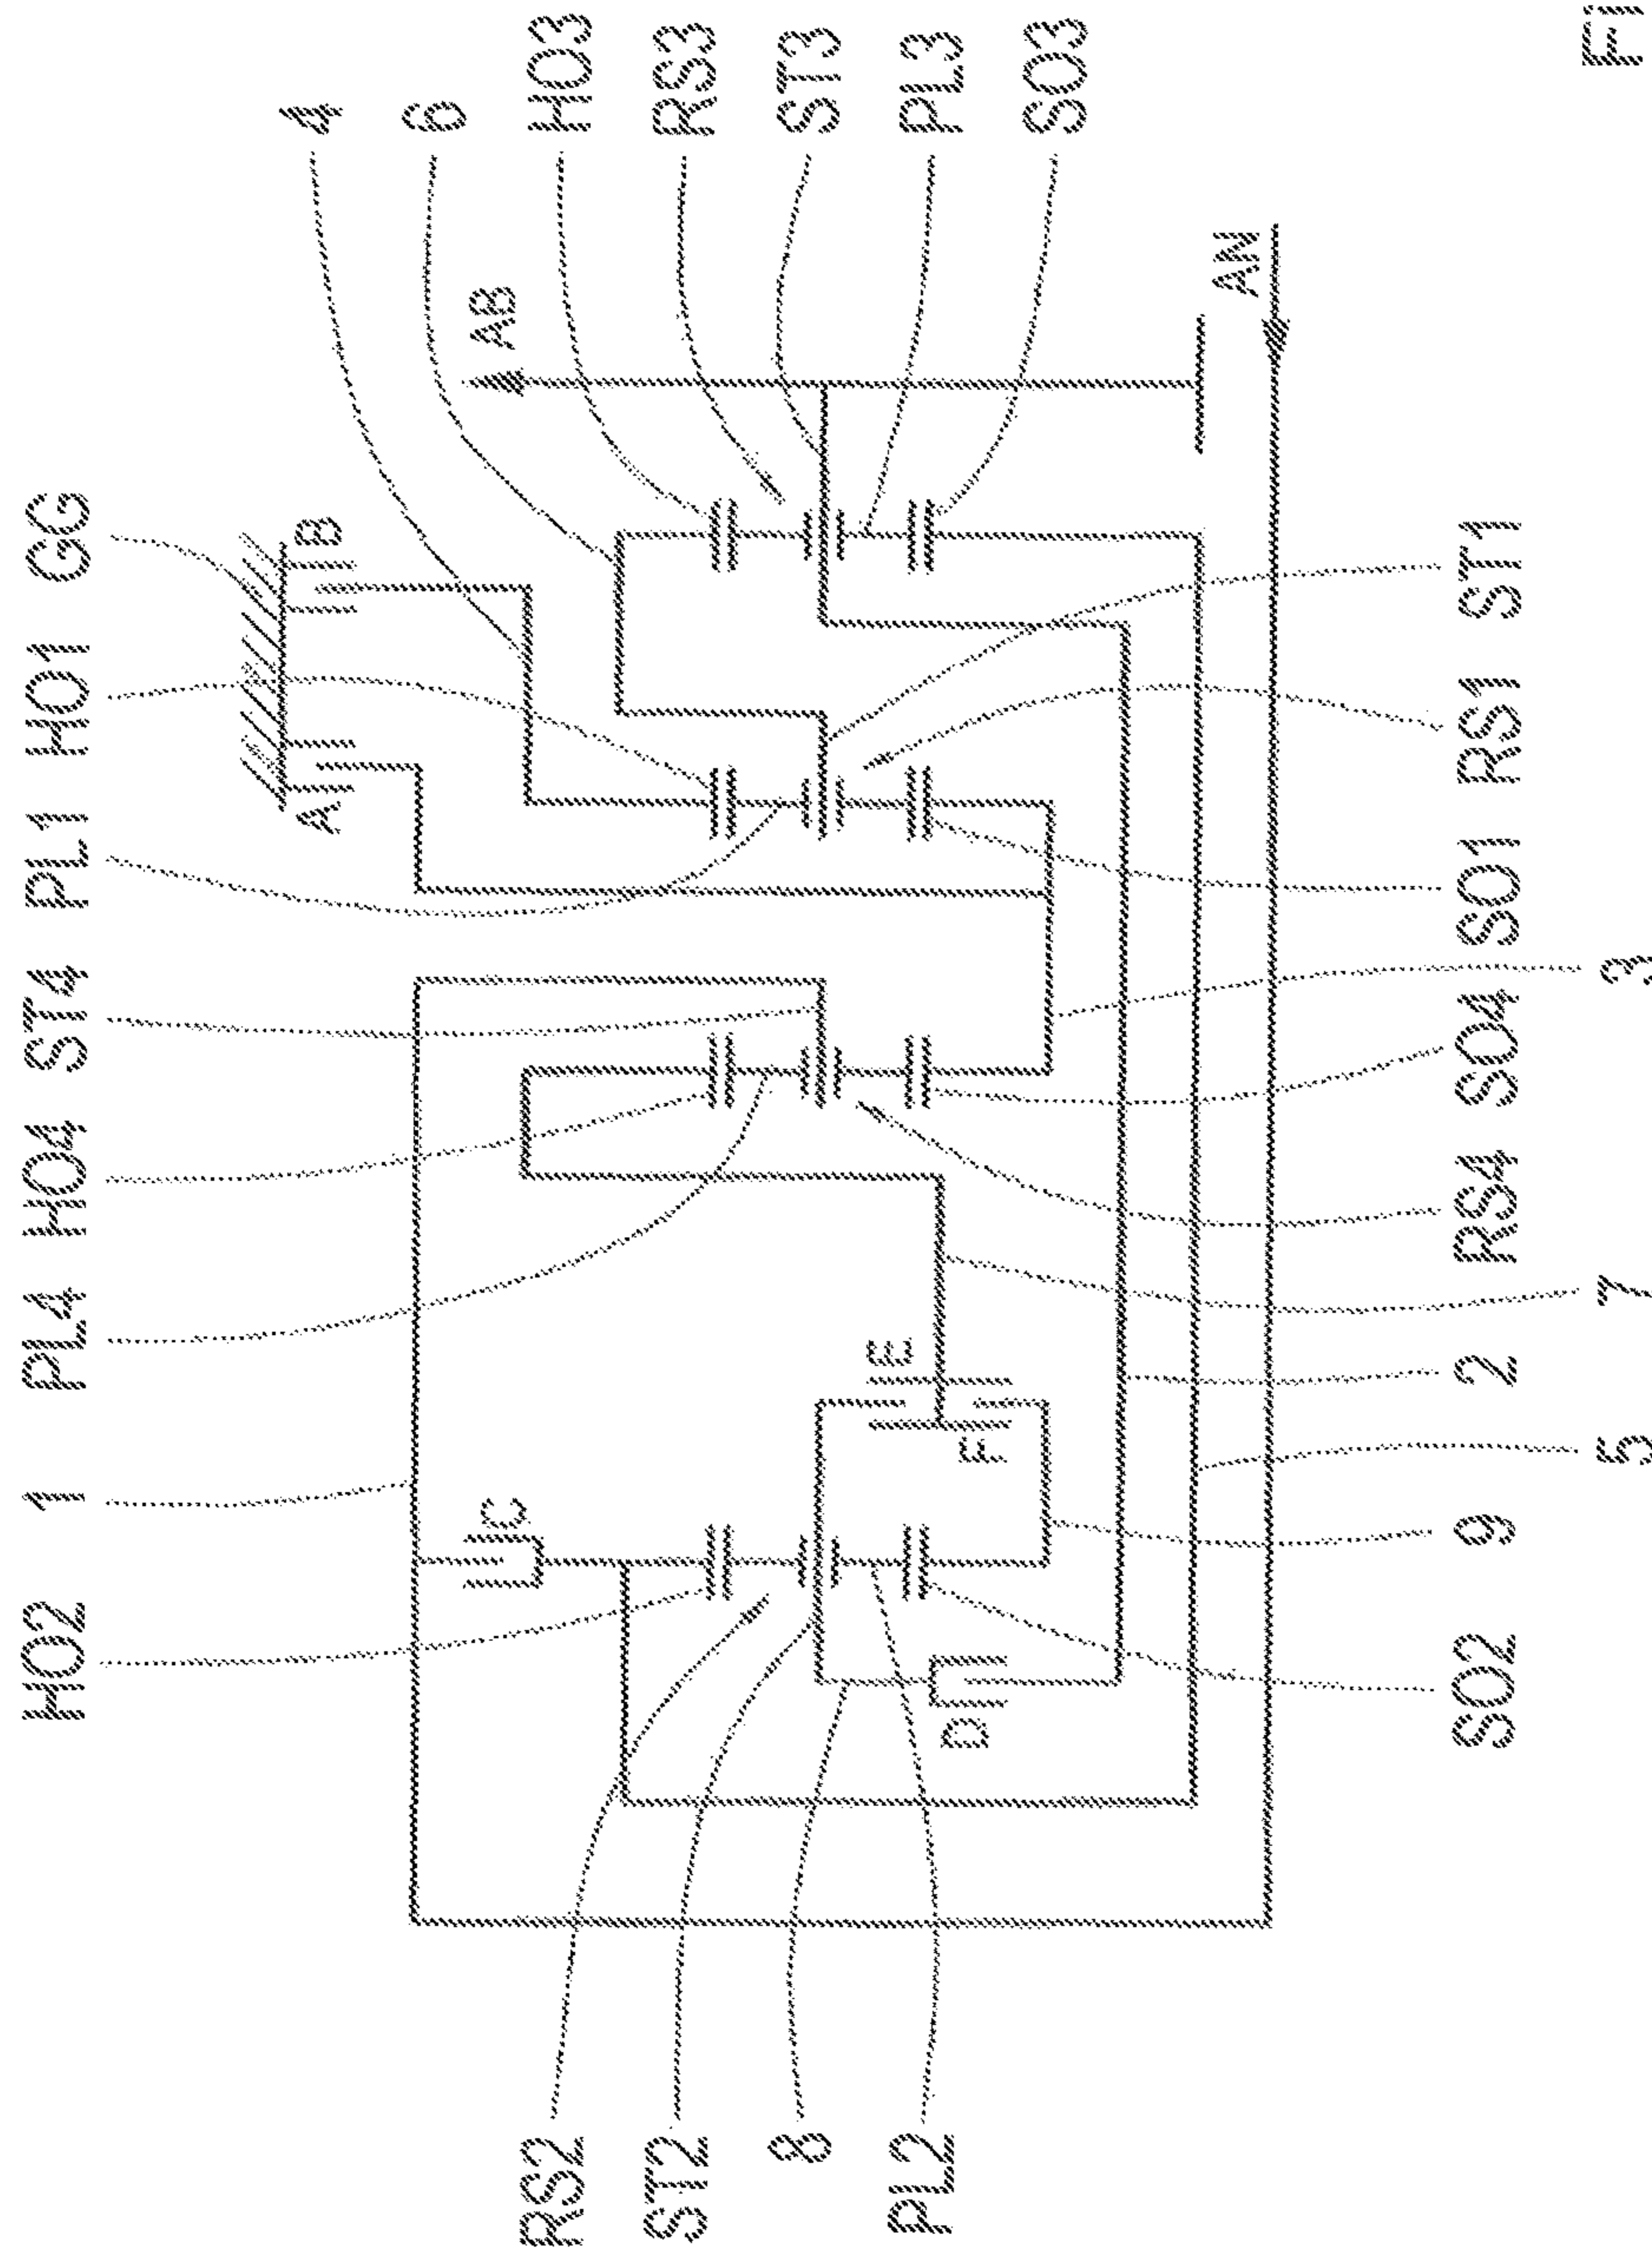 HO2 1 PL4 HO4 ST4 PL1 HO1 GG
A B
4
6
C
AB
RS2
HO3
ST2
RS3
8
ST3
E
PL2
PL3
D F
SO3
AN
SO2 9 2 RS4 SO4 SO1 RS1 ST1
5 7 3
Fi